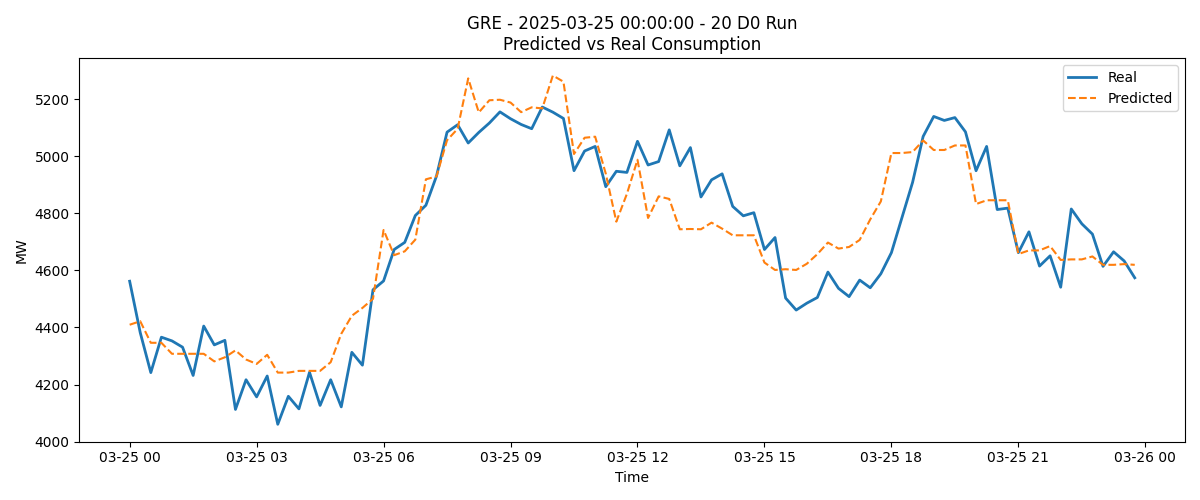 GRE - 2025-03-25 00:00:00 - 20 D0 Run
Predicted vs Real Consumption
Real
Predicted
MW
5200
5000
4800
4600
4400
4200
4000
03-25 00
03-25 03
03-25 06
03-25 09
03-25 12
03-25 15
03-25 18
03-25 21
03-26 00
Time